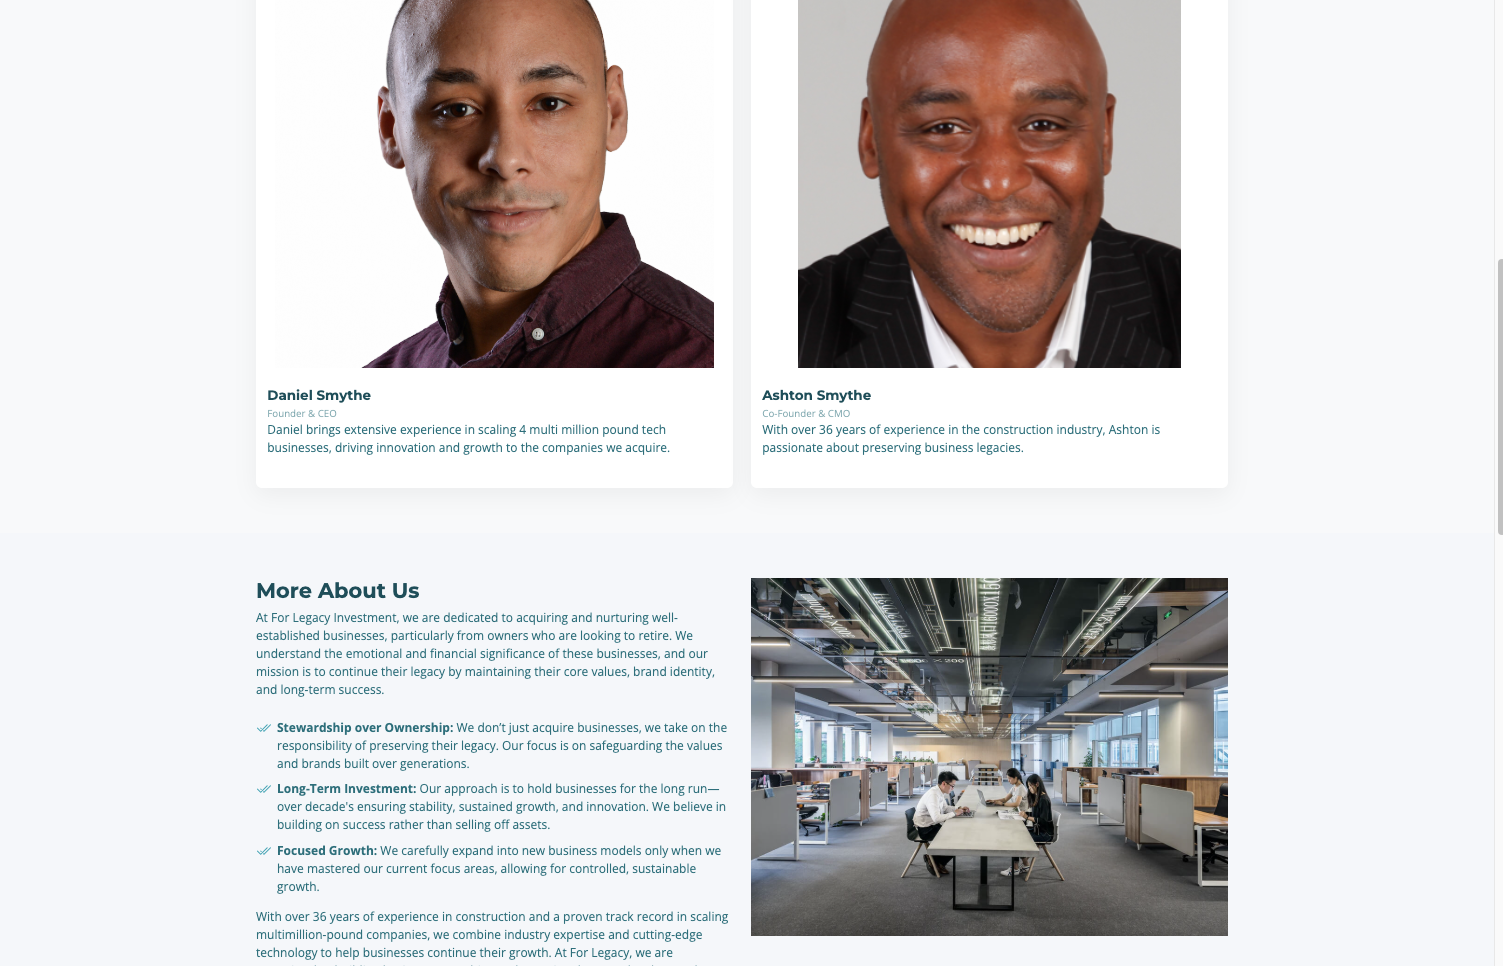 Daniel Smythe
Founder & CEO
Daniel brings extensive experience in scaling 4 multi million pound tech
businesses, driving innovation and growth to the companies we acquire.
Ashton Smythe
Co-Founder & CMO
With over 36 years of experience in the construction industry, Ashton is
passionate about preserving business legacies.
More About Us
At For Legacy Investment, we are dedicated to acquiring and nurturing well-
established businesses, particularly from owners who are looking to retire. We
understand the emotional and financial significance of these businesses, and our
mission is to continue their legacy by maintaining their core values, brand identity,
and long-term success.
Stewardship over Ownership: We don’t just acquire businesses, we take on the
responsibility of preserving their legacy. Our focus is on safeguarding the values
and brands built over generations.
Long-Term Investment: Our approach is to hold businesses for the long run—
over decade's ensuring stability, sustained growth, and innovation. We believe in
building on success rather than selling off assets.
Focused Growth: We carefully expand into new business models only when we
have mastered our current focus areas, allowing for controlled, sustainable
growth.
With over 36 years of experience in construction and a proven track record in scaling
multimillion-pound companies, we combine industry expertise and cutting-edge
technology to help businesses continue their growth. At For Legacy, we are